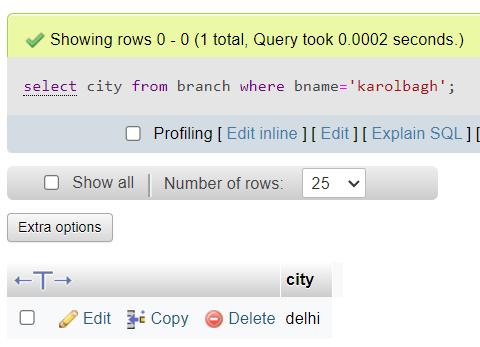 Showing rows 0 - 0 (1 total, Query took 0.0002 seconds.)
select city from branch where bname='karolbagh';
Profiling [ Edit inline ] [ Edit ] [ Explain SQL ] [
Show all Number of rows: 25
Extra options
city
Edit Copy Delete delhi